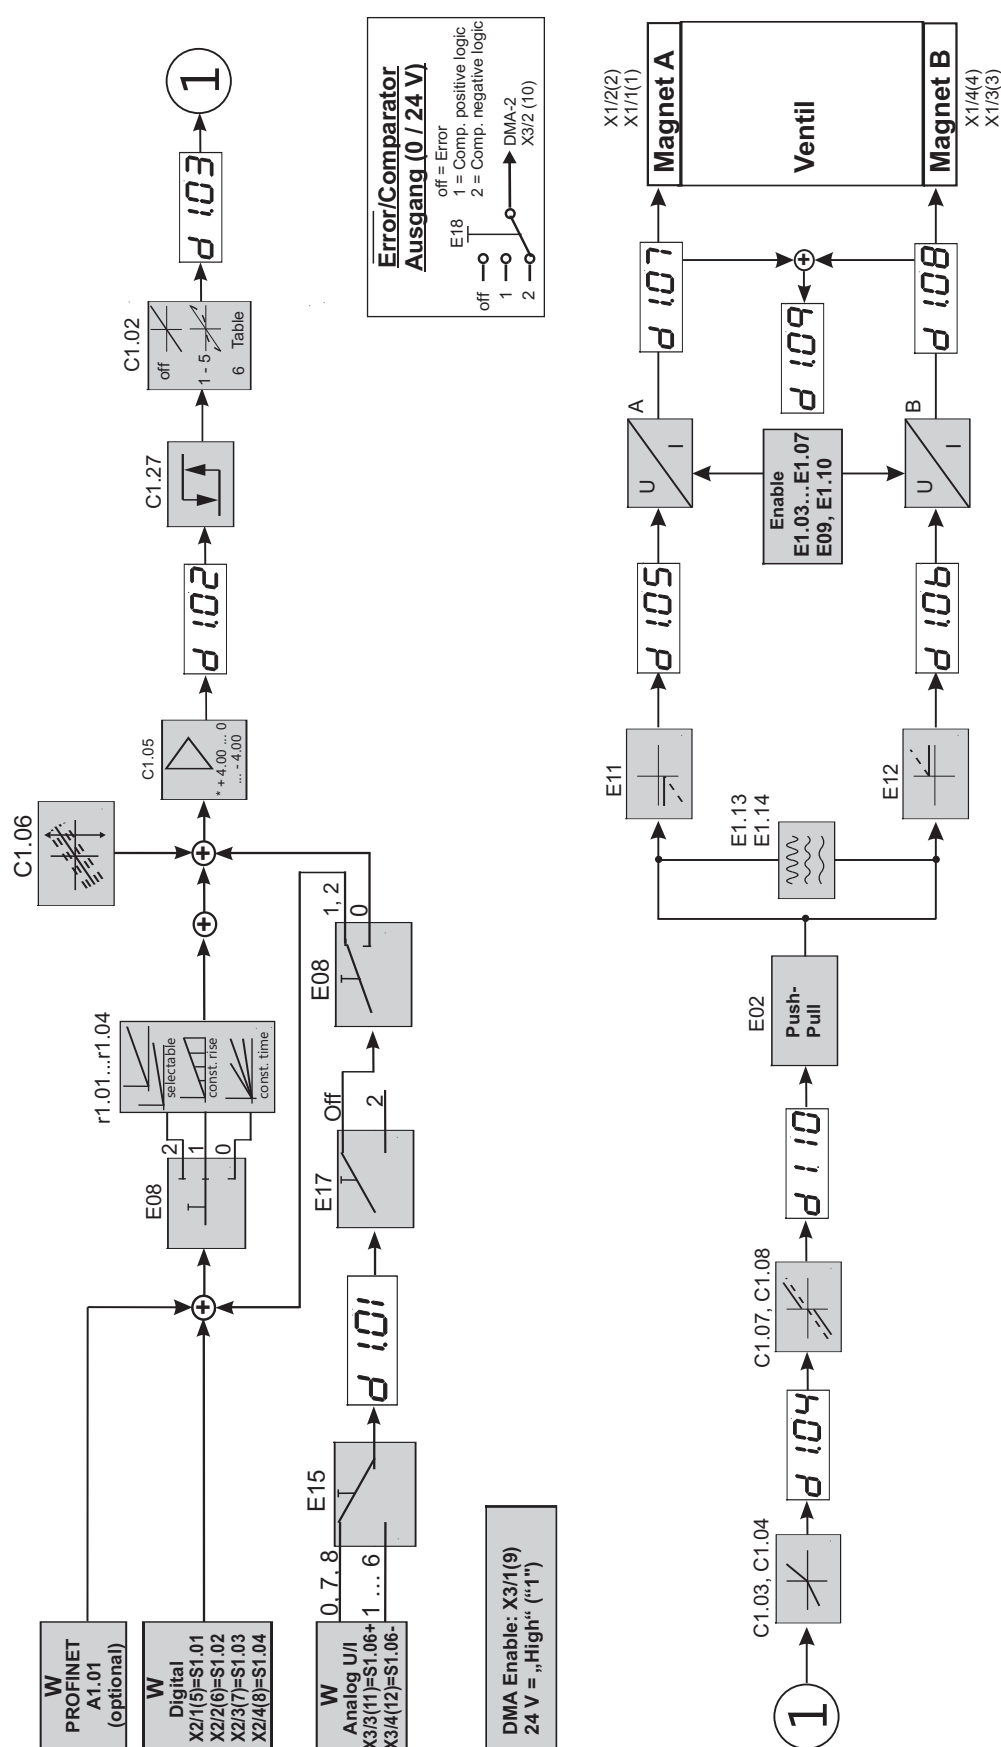 W
PROFINET
A1.01
(optional)
W
Digital
X2/1(5)=S1.01
X2/2(6)=S1.02
X2/3(7)=S1.03
X2/4(8)=S1.04
W
Analog U/I
X3/3(11)=S1.06+
X3/4(12)=S1.06-
0, 7, 8
1 ... 6
E15
d 1.01
E17
Off
2
E08
1, 2
0
E08
2
1
0
r1.01...r1.04
selectable
const. rise
const. time
C1.06
C1.05
* + 4.00 ... 0
... - 4.00
d 1.02
C1.27
C1.02
off
1 - 5
6 Table
d 1.03
1
Error/Comparator
Ausgang (0 / 24 V)
off = Error
1 = Comp. positive logic
2 = Comp. negative logic
E18
off
1
2
DMA-2
X3/2 (10)
DMA Enable: X3/1(9)
24 V = „High“ ("1")
1
C1.03, C1.04
d 1.04
C1.07, C1.08
d 1.10
E02
Push-
Pull
E1.13
E1.14
E11
E12
d 1.05
d 1.06
Enable
E1.03...E1.07
E09, E1.10
U
I
A
U
I
B
d 1.07
d 1.09
d 1.08
X1/2(2)
X1/1(1)
Magnet A
Ventil
Magnet B
X1/4(4)
X1/3(3)